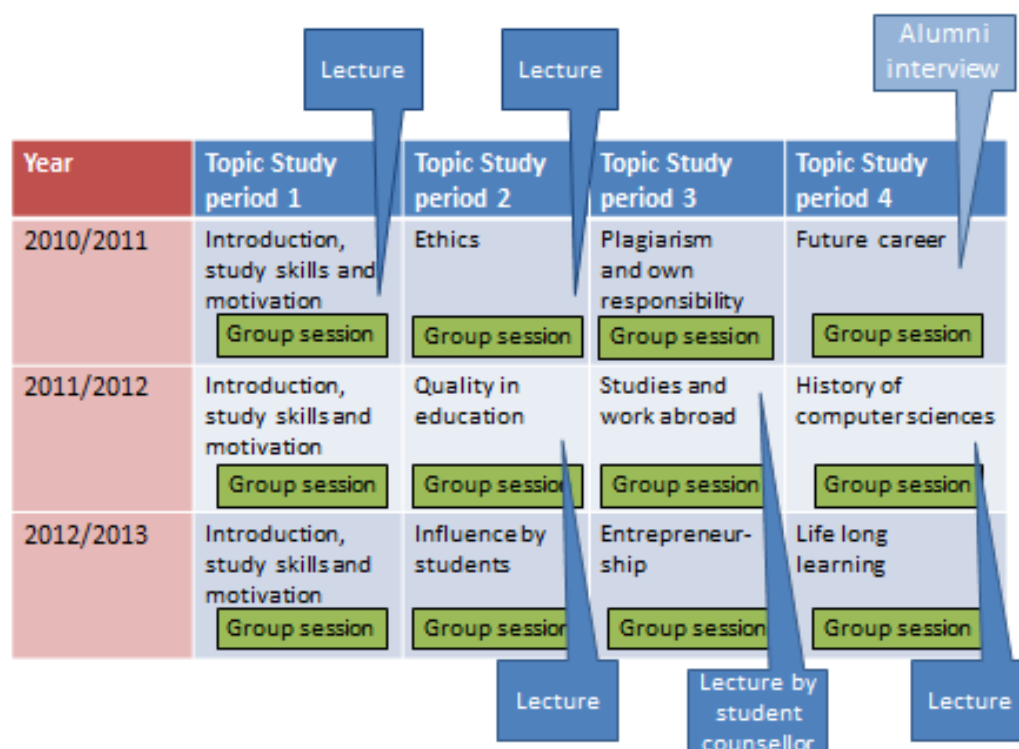 Lecture
Lecture
Alumni
interview
Year
Topic Study
period 1
Topic Study
period 2
Topic Study
period 3
Topic Study
period 4
2010/2011
Introduction,
study skills and
motivation
Group session
Ethics
Group session
Plagiarism
and own
responsibility
Group session
Future career
Group session
2011/2012
Introduction,
study skills and
motivation
Group session
Quality in
education
Group session
Studies and
work abroad
Group session
History of
computer sciences
Group session
2012/2013
Introduction,
study skills and
motivation
Group session
Influence by
students
Group session
Entrepreneur-
ship
Group session
Life long
learning
Group session
Lecture
Lecture by
student
counsellor
Lecture